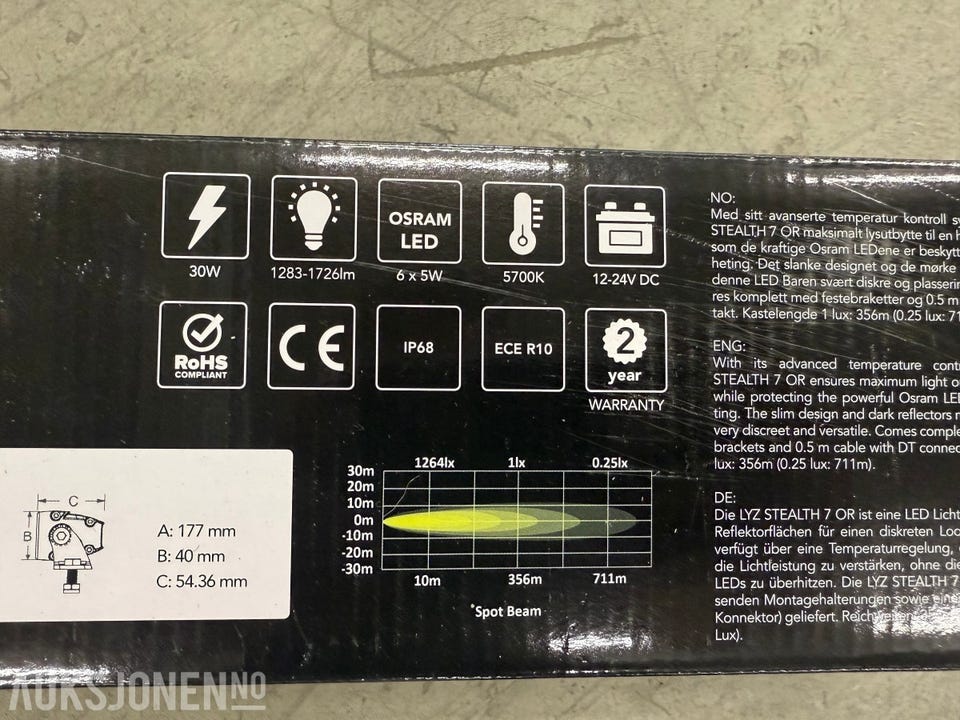 OSRAM
LED
30W
1283-1726lm
6 x 5W
5700K
12-24V DC
RoHS
COMPLIANT
CE
IP68
ECE R10
2
year
WARRANTY
C
B
A: 177 mm
B: 40 mm
C: 54.36 mm
1264lx 1lx 0.25lx
30m
20m
10m
0m
-10m
-20m
-30m
10m 356m 711m
*Spot Beam
NO:
Med sitt avanserte temperatur kontroll
STEALTH 7 OR maksimalt lysutbytte til en
som de kraftige Osram LEDene er
heting. Det slanke designet og de mørke
denne LED Baren svært diskre og
res komplett med festebraketter og 0.5 m
takt. Kastelengde 1 lux: 356m (0.25 lux:
ENG:
With its advanced temperature
STEALTH 7 OR ensures maximum light
while protecting the powerful Osram
ting. The slim design and dark reflectors
very discreet and versatile. Comes
brackets and 0.5 m cable with DT
lux: 356m (0.25 lux: 711m).
DE:
Die LYZ STEALTH 7 OR ist eine LED
Reflektorflächen für einen diskreten
verfügt über eine Temperaturregelung,
die Lichtleistung zu verstärken, ohne die
LEDs zu überhitzen. Die LYZ STEALTH 7
senden Montagehalterungen sowie
Konnektor) geliefert.
Lux).
AUKSJONEN NO